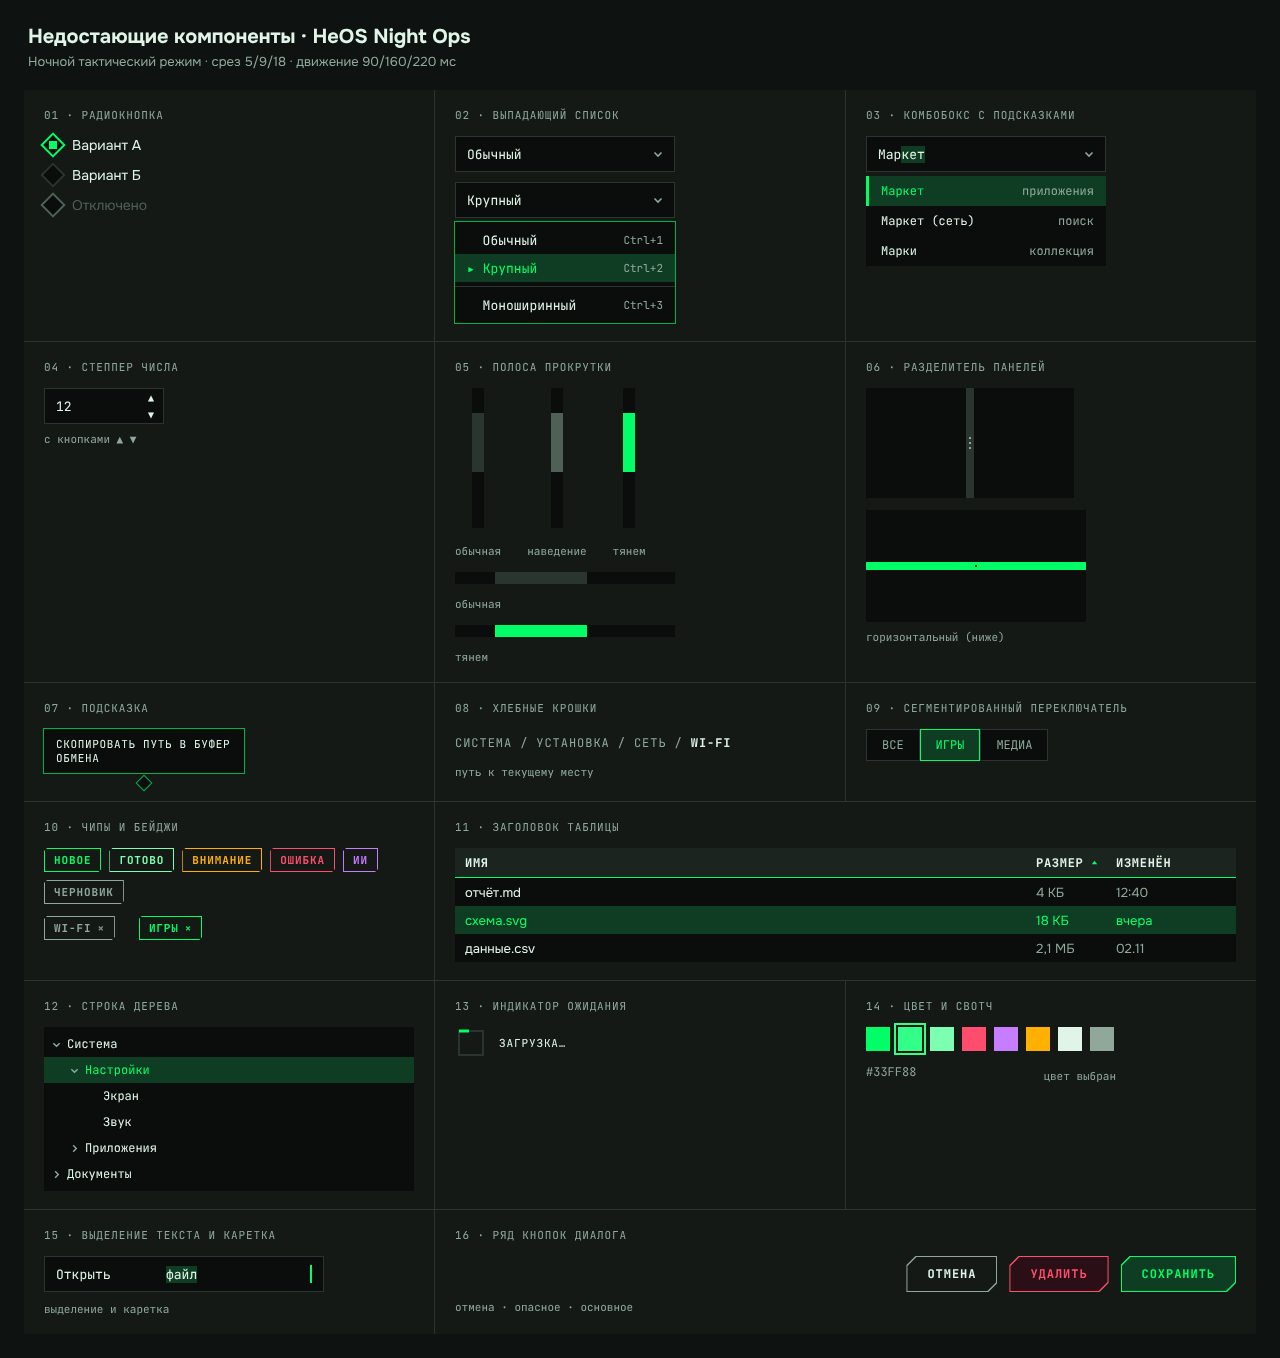 Недостающие компоненты · HeOS Night Ops
Ночной тактический режим · срез 5/9/18 · движение 90/160/220 мс
01 · РАДИОКНОПКА
Вариант А
Вариант Б
Отключено
02 · ВЫПАДАЮЩИЙ СПИСОК
Обычный
Крупный
Обычный Ctrl+1
▸ Крупный Ctrl+2
Моноширинный Ctrl+3
03 · КОМБОБОКС С ПОДСКАЗКАМИ
Маркет
Маркет приложения
Маркет (сеть) поиск
Марки коллекция
04 · СТЕППЕР ЧИСЛА
12 ▲ ▼
с кнопками ▲ ▼
05 · ПОЛОСА ПРОКРУТКИ
обычная наведение тянем
обычная
тянем
06 · РАЗДЕЛИТЕЛЬ ПАНЕЛЕЙ
горизонтальный (ниже)
07 · ПОДСКАЗКА
СКОПИРОВАТЬ ПУТЬ В БУФЕР
ОБМЕНА
08 · ХЛЕБНЫЕ КРОШКИ
СИСТЕМА / УСТАНОВКА / СЕТЬ / WI-FI
путь к текущему месту
09 · СЕГМЕНТИРОВАННЫЙ ПЕРЕКЛЮЧАТЕЛЬ
ВСЕ ИГРЫ МЕДИА
10 · ЧИПЫ И БЕЙДЖИ
НОВОЕ ГОТОВО ВНИМАНИЕ ОШИБКА ИИ
ЧЕРНОВИК
WI-FI × ИГРЫ ×
11 · ЗАГОЛОВОК ТАБЛИЦЫ
ИМЯ РАЗМЕР ▴ ИЗМЕНЁН
отчёт.md 4 КБ 12:40
схема.svg 18 КБ вчера
данные.csv 2,1 МБ 02.11
12 · СТРОКА ДЕРЕВА
Система
Настройки
Экран
Звук
Приложения
Документы
13 · ИНДИКАТОР ОЖИДАНИЯ
ЗАГРУЗКА…
14 · ЦВЕТ И СВОТЧ
#33FF88 цвет выбран
15 · ВЫДЕЛЕНИЕ ТЕКСТА И КАРЕТКА
Открыть файл
выделение и каретка
16 · РЯД КНОПОК ДИАЛОГА
ОТМЕНА УДАЛИТЬ СОХРАНИТЬ
отмена · опасное · основное